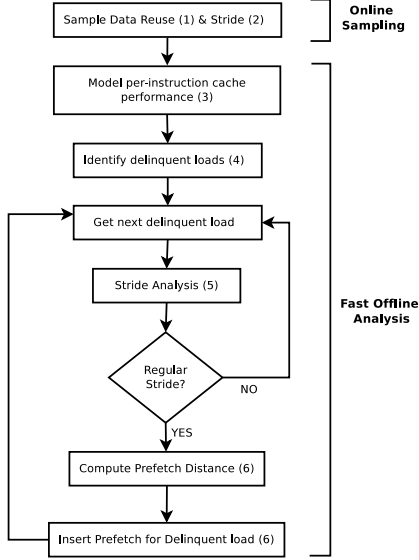 Sample Data Reuse (1) & Stride (2)
Online
Sampling
Model per-instruction cache
performance (3)
Identify delinquent loads (4)
Get next delinquent load
Stride Analysis (5)
Fast Offline
Analysis
Regular
Stride?
NO
YES
Compute Prefetch Distance (6)
Insert Prefetch for Delinquent load (6)